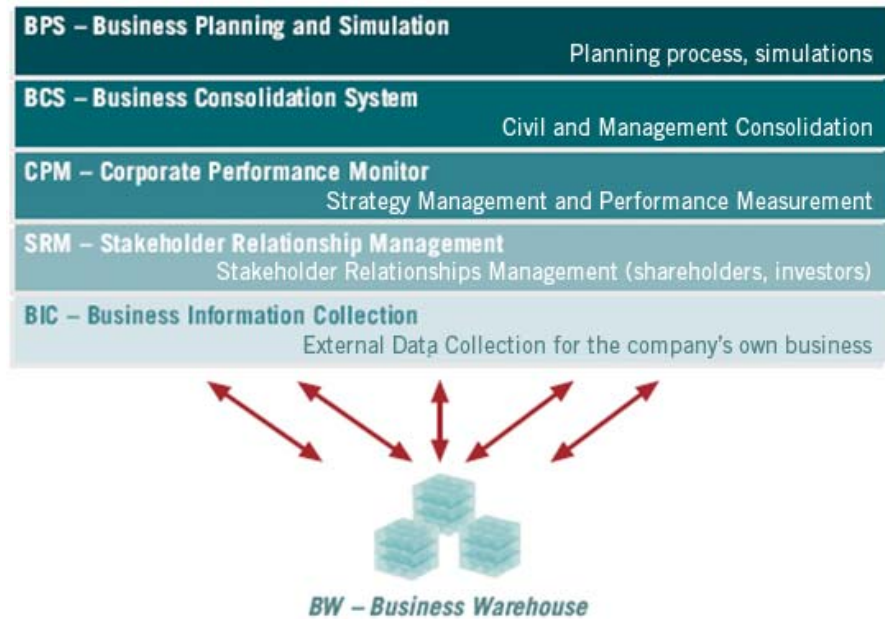 BPS – Business Planning and Simulation
Planning process, simulations
BCS – Business Consolidation System
Civil and Management Consolidation
CPM – Corporate Performance Monitor
Strategy Management and Performance Measurement
SRM – Stakeholder Relationship Management
Stakeholder Relationships Management (shareholders, investors)
BIC – Business Information Collection
External Data Collection for the company's own business
BW – Business Warehouse